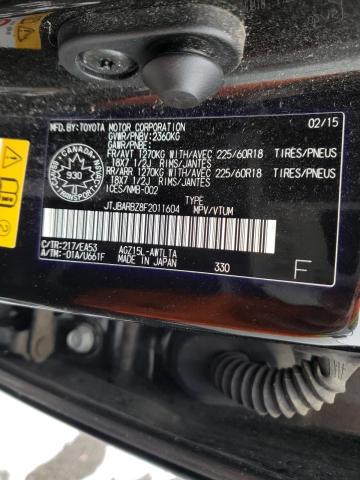 MFD.BY:TOYOTA MOTOR CORPORATION 02/15
GVWR/PNBV:2360KG
GAWR/PNBE:
FR/AVT 1270KG WITH/AVEC 225/60R18 TIRES/PNEUS
18X7 1/2J RIMS/JANTES
RR/ARR 1270KG WITH/AVEC 225/60R18 TIRES/PNEUS
18X7 1/2J RIMS/JANTES
ICES/NMB-002
CANADA
930
TRANSPORT
TYPE
JTJBARBZ8F2011604 MPV/VTUM
C/TR:217/EA53 AGZ15L-AWTLTA
A/TM:-01A/U661F MADE IN JAPAN 330 F